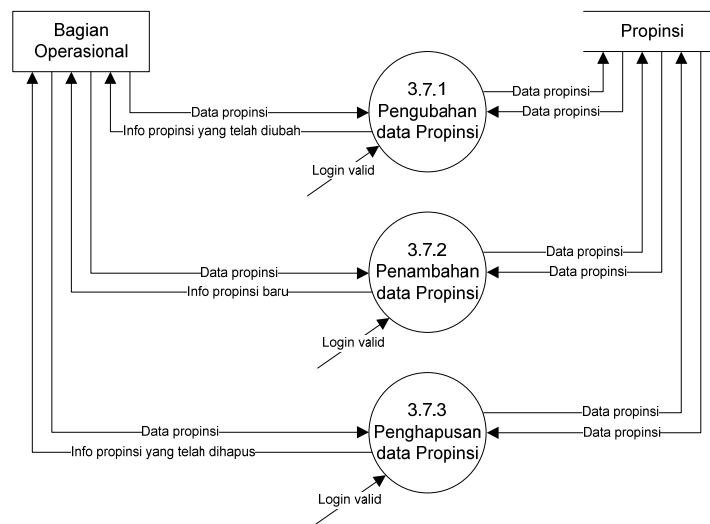 Bagian
Operasional
Propinsi
3.7.1
Pengubahan
data Propinsi
Data propinsi
Data propinsi
Data propinsi
Info propinsi yang telah diubah
Login valid
3.7.2
Penambahan
data Propinsi
Data propinsi
Data propinsi
Data propinsi
Info propinsi baru
Login valid
3.7.3
Penghapusan
data Propinsi
Data propinsi
Data propinsi
Data propinsi
Info propinsi yang telah dihapus
Login valid